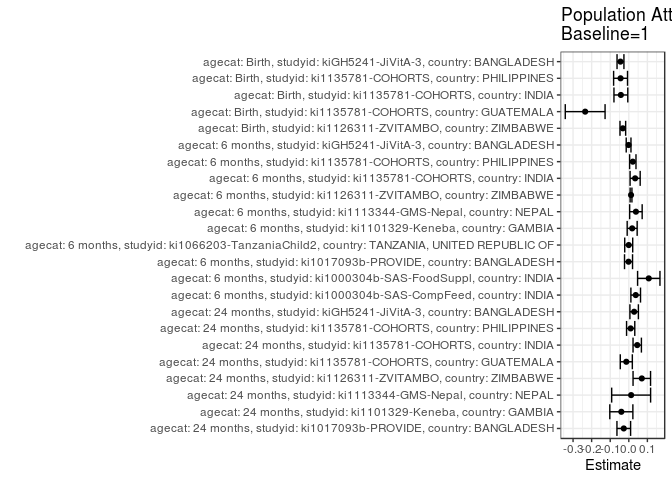 Population Att
Baseline=1
agecat: Birth, studyid: kiGH5241-JiVitA-3, country: BANGLADESH
agecat: Birth, studyid: ki1135781-COHORTS, country: PHILIPPINES
agecat: Birth, studyid: ki1135781-COHORTS, country: INDIA
agecat: Birth, studyid: ki1135781-COHORTS, country: GUATEMALA
agecat: Birth, studyid: ki1126311-ZVITAMBO, country: ZIMBABWE
agecat: 6 months, studyid: kiGH5241-JiVitA-3, country: BANGLADESH
agecat: 6 months, studyid: ki1135781-COHORTS, country: PHILIPPINES
agecat: 6 months, studyid: ki1135781-COHORTS, country: INDIA
agecat: 6 months, studyid: ki1126311-ZVITAMBO, country: ZIMBABWE
agecat: 6 months, studyid: ki1113344-GMS-Nepal, country: NEPAL
agecat: 6 months, studyid: ki1101329-Keneba, country: GAMBIA
agecat: 6 months, studyid: ki1066203-TanzaniaChild2, country: TANZANIA, UNITED REPUBLIC OF
agecat: 6 months, studyid: ki1017093b-PROVIDE, country: BANGLADESH
agecat: 6 months, studyid: ki1000304b-SAS-FoodSuppl, country: INDIA
agecat: 6 months, studyid: ki1000304b-SAS-CompFeed, country: INDIA
agecat: 24 months, studyid: kiGH5241-JiVitA-3, country: BANGLADESH
agecat: 24 months, studyid: ki1135781-COHORTS, country: PHILIPPINES
agecat: 24 months, studyid: ki1135781-COHORTS, country: INDIA
agecat: 24 months, studyid: ki1135781-COHORTS, country: GUATEMALA
agecat: 24 months, studyid: ki1126311-ZVITAMBO, country: ZIMBABWE
agecat: 24 months, studyid: ki1113344-GMS-Nepal, country: NEPAL
agecat: 24 months, studyid: ki1101329-Keneba, country: GAMBIA
agecat: 24 months, studyid: ki1017093b-PROVIDE, country: BANGLADESH
-0.3 -0.2 -0.1 0.0 0.1
Estimate